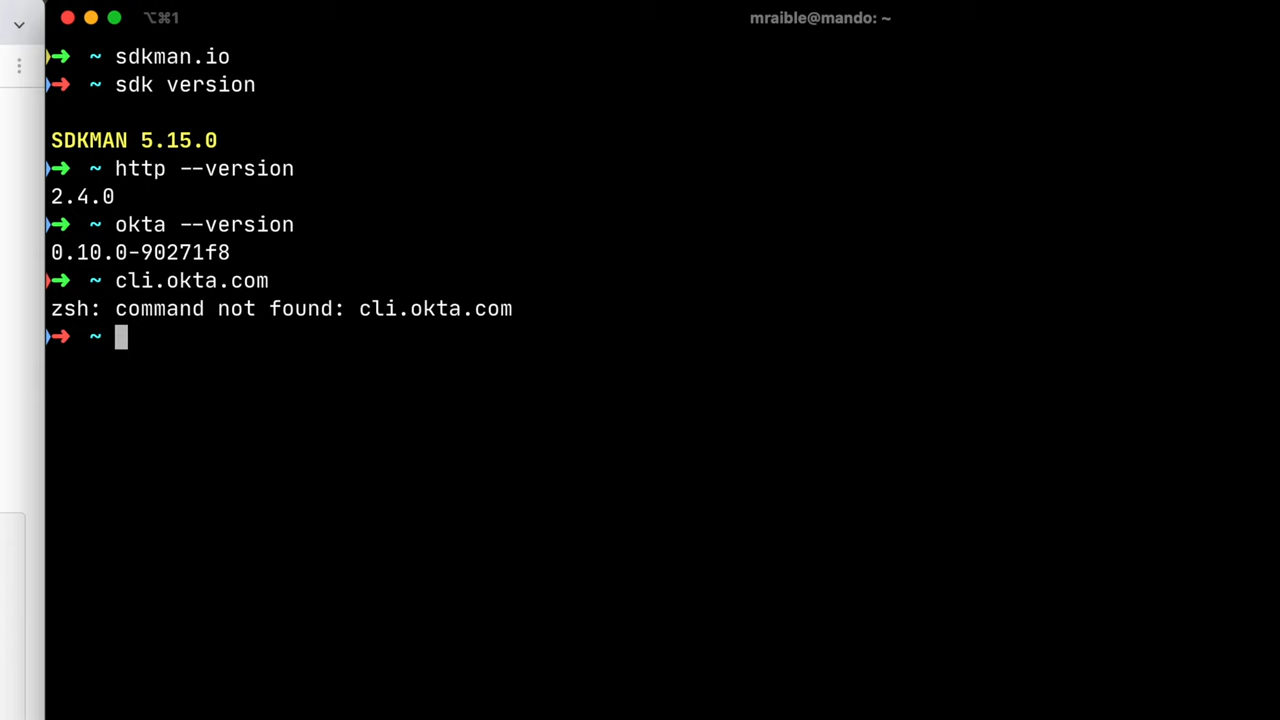 ⌥⌘1 mraible@mando: ~
➜ ~ sdkman.io
➜ ~ sdk version
SDKMAN 5.15.0
➜ ~ http --version
2.4.0
➜ ~ okta --version
0.10.0-90271f8
➜ ~ cli.okta.com
zsh: command not found: cli.okta.com
➜ ~